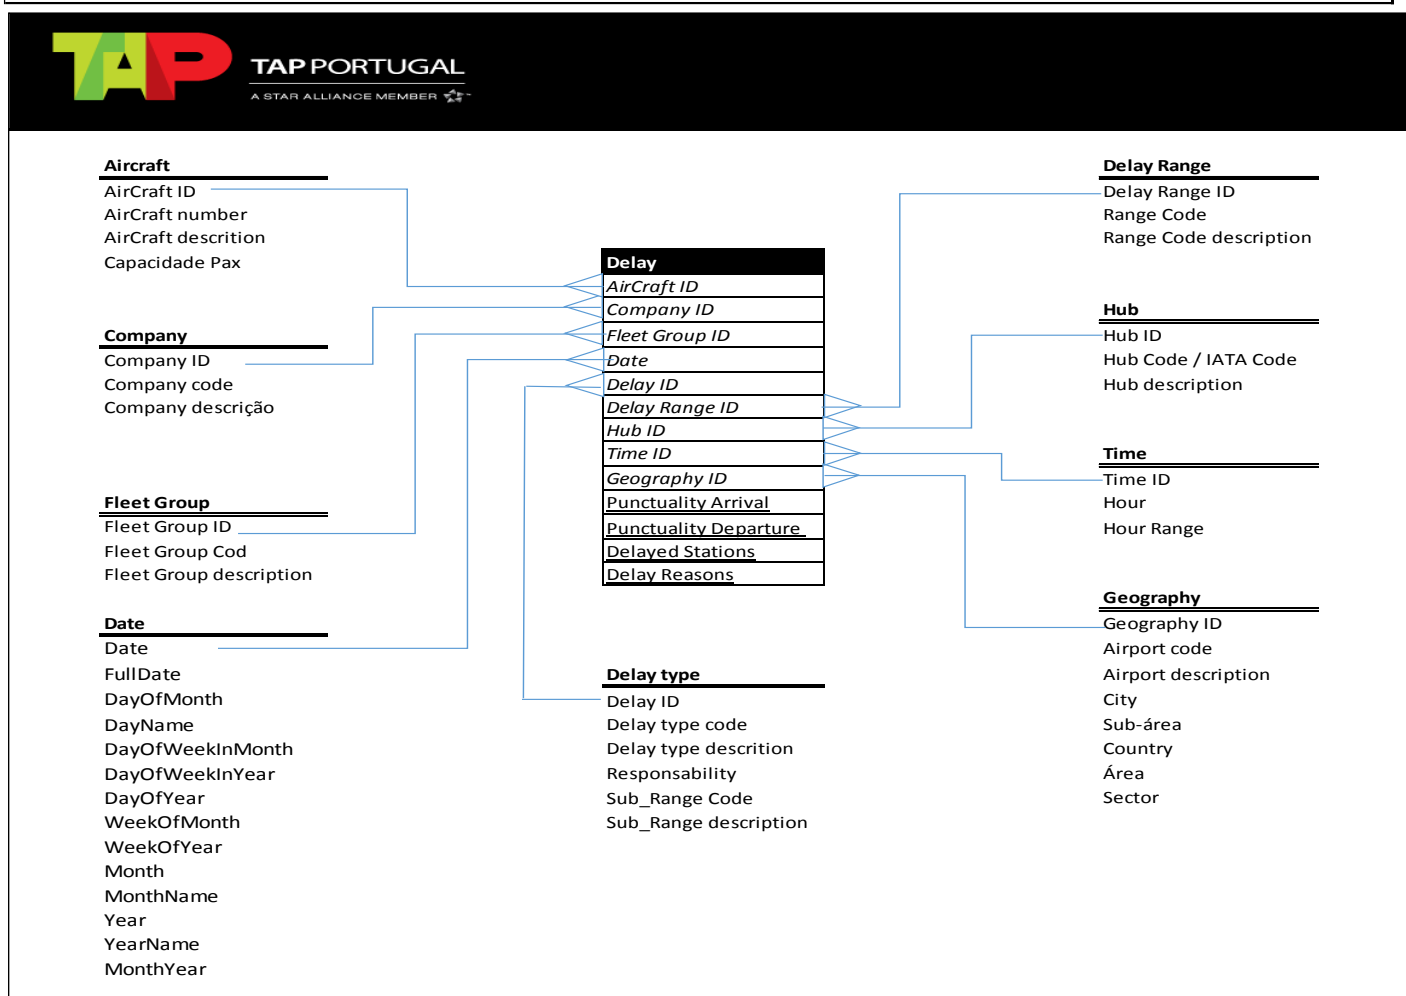 TAP
TAP PORTUGAL
A STAR ALLIANCE MEMBER
Aircraft
AirCraft ID
AirCraft number
AirCraft descrition
Capacidade Pax
Company
Company ID
Company code
Company descrição
Fleet Group
Fleet Group ID
Fleet Group Cod
Fleet Group description
Date
Date
FullDate
DayOfMonth
DayName
DayOfWeekInMonth
DayOfWeekInYear
DayOfYear
WeekOfMonth
WeekOfYear
Month
MonthName
Year
YearName
MonthYear
Delay
AirCraft ID
Company ID
Fleet Group ID
Date
Delay ID
Delay Range ID
Hub ID
Time ID
Geography ID
Punctuality Arrival
Punctuality Departure
Delayed Stations
Delay Reasons
Delay type
Delay ID
Delay type code
Delay type descrition
Responsability
Sub_Range Code
Sub_Range description
Delay Range
Delay Range ID
Range Code
Range Code description
Hub
Hub ID
Hub Code / IATA Code
Hub description
Time
Time ID
Hour
Hour Range
Geography
Geography ID
Airport code
Airport description
City
Sub-área
Country
Área
Sector